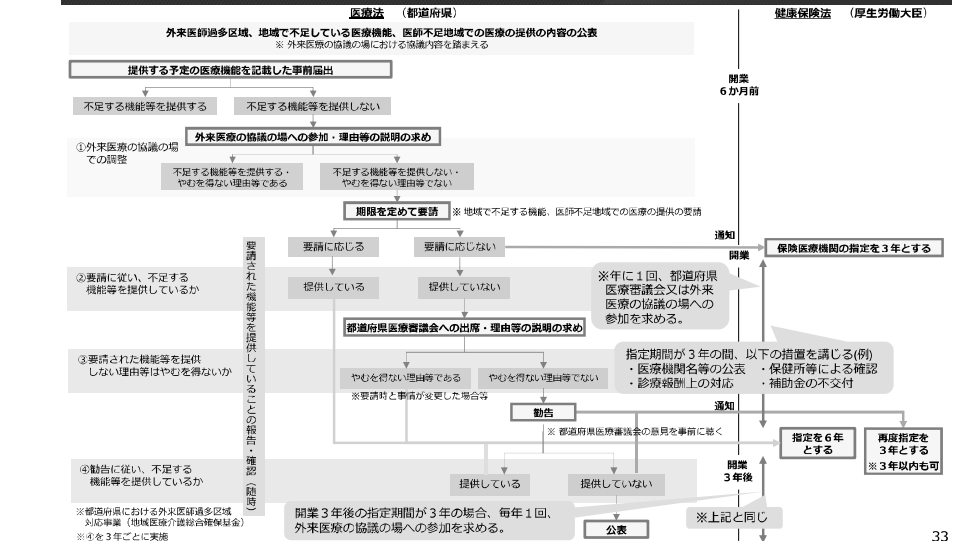 医療法　（都道府県）
健康保険法　（厚生労働大臣）
外来医師過多区域、地域で不足している医療機能、医師不足地域での医療の提供の内容の公表
※ 外来医療の協議の場における協議内容を踏まえる
提供する予定の医療機能を記載した事前届出
開業
６か月前
不足する機能等を提供する
不足する機能等を提供しない
外来医療の協議の場への参加・理由等の説明の求め
①外来医療の協議の場
での調整
不足する機能等を提供する・
やむを得ない理由等である
不足する機能等を提供しない・
やむを得ない理由等でない
期限を定めて要請
※ 地域で不足する機能、医師不足地域での医療の提供の要請
要請された機能等を提供していることの報告・確認（随時）
要請に応じる
要請に応じない
通知
保険医療機関の指定を３年とする
開業
②要請に従い、不足する
機能等を提供しているか
提供している
提供していない
※年に１回、都道府県
医療審議会又は外来
医療の協議の場への
参加を求める。
都道府県医療審議会への出席・理由等の説明の求め
③要請された機能等を提供
しない理由等はやむを得ないか
やむを得ない理由等である
やむを得ない理由等でない
※要請時と事情が変更した場合等
指定期間が３年の間、以下の措置を講じる(例)
・医療機関名等の公表　・保健所等による確認
・診療報酬上の対応　・補助金の不交付
勧告
通知
※ 都道府県医療審議会の意見を事前に聴く
指定を６年
とする
再度指定を
３年とする
※３年以内も可
開業
３年後
④勧告に従い、不足する
機能等を提供しているか
提供している
提供していない
※都道府県における外来医師過多区域
対応事業（地域医療介護総合確保基金）
※④を３年ごとに実施
開業３年後の指定期間が３年の場合、毎年１回、
外来医療の協議の場への参加を求める。
公表
※上記と同じ
33